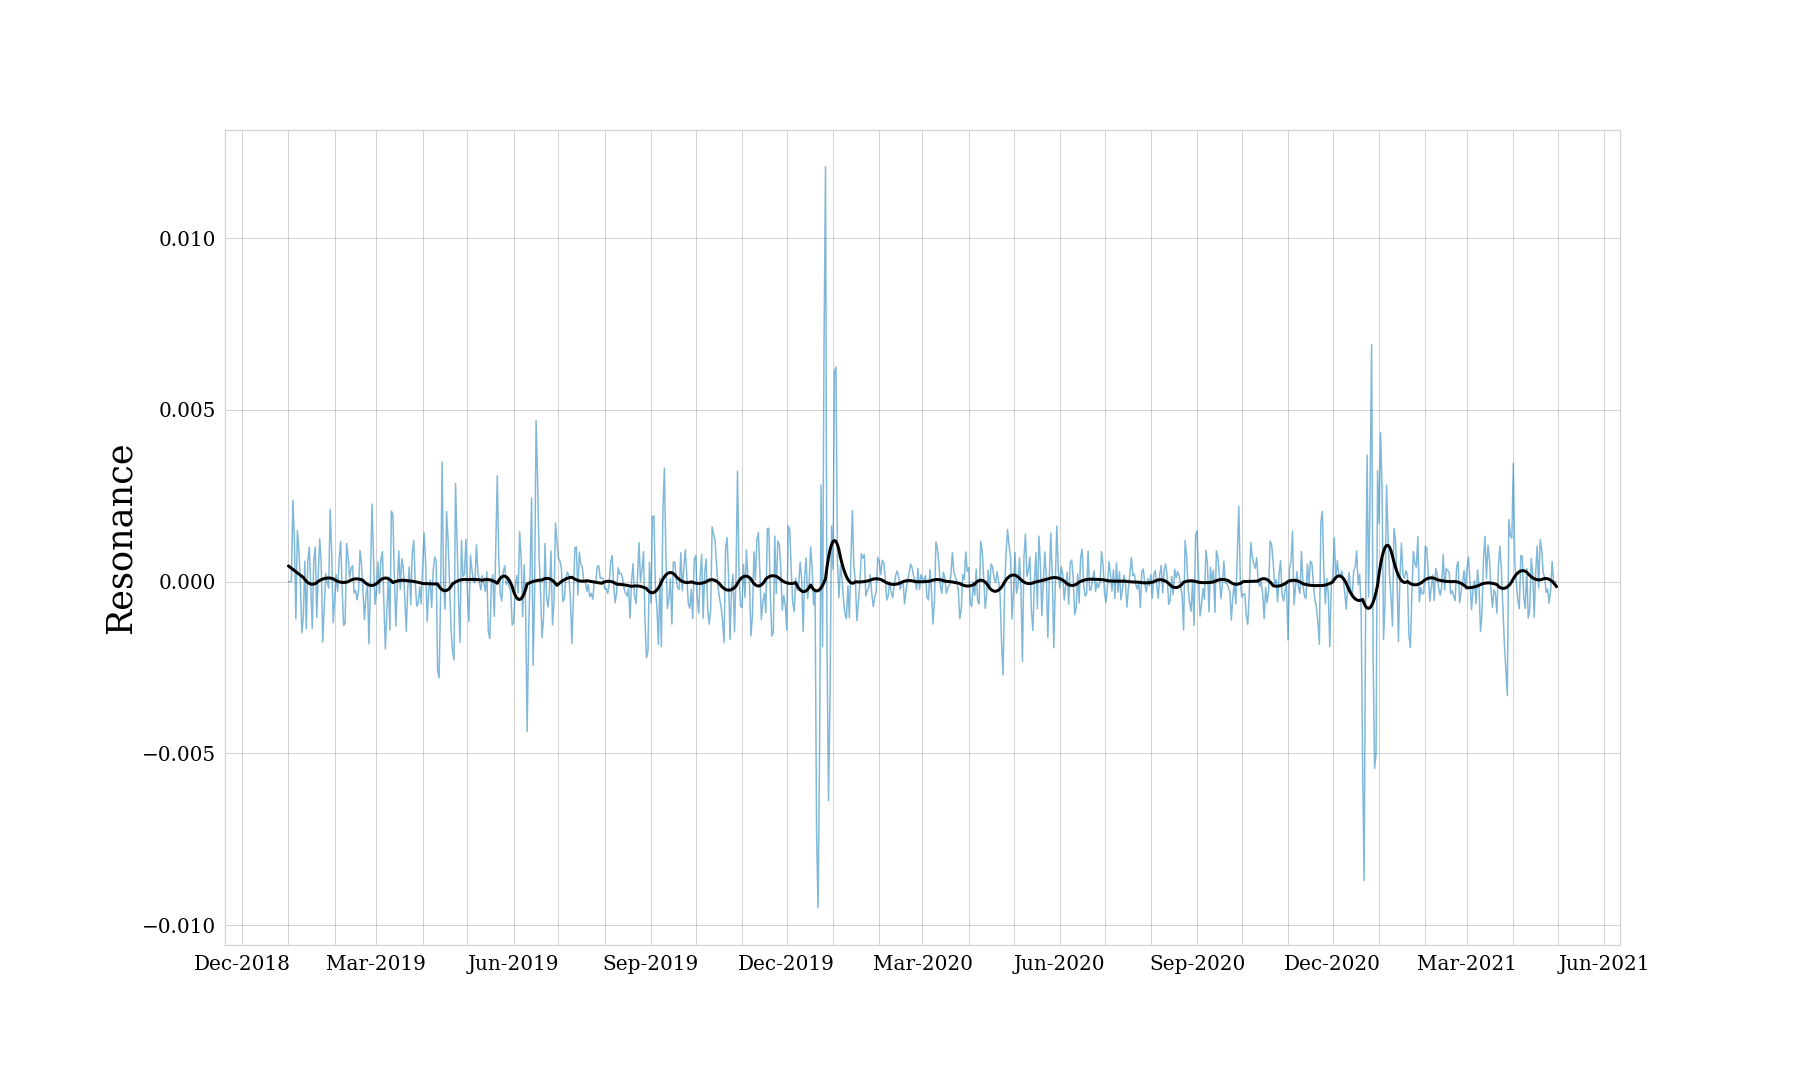 Resonance
0.010
0.005
0.000
−0.005
−0.010
Dec-2018 Mar-2019 Jun-2019 Sep-2019 Dec-2019 Mar-2020 Jun-2020 Sep-2020 Dec-2020 Mar-2021 Jun-2021